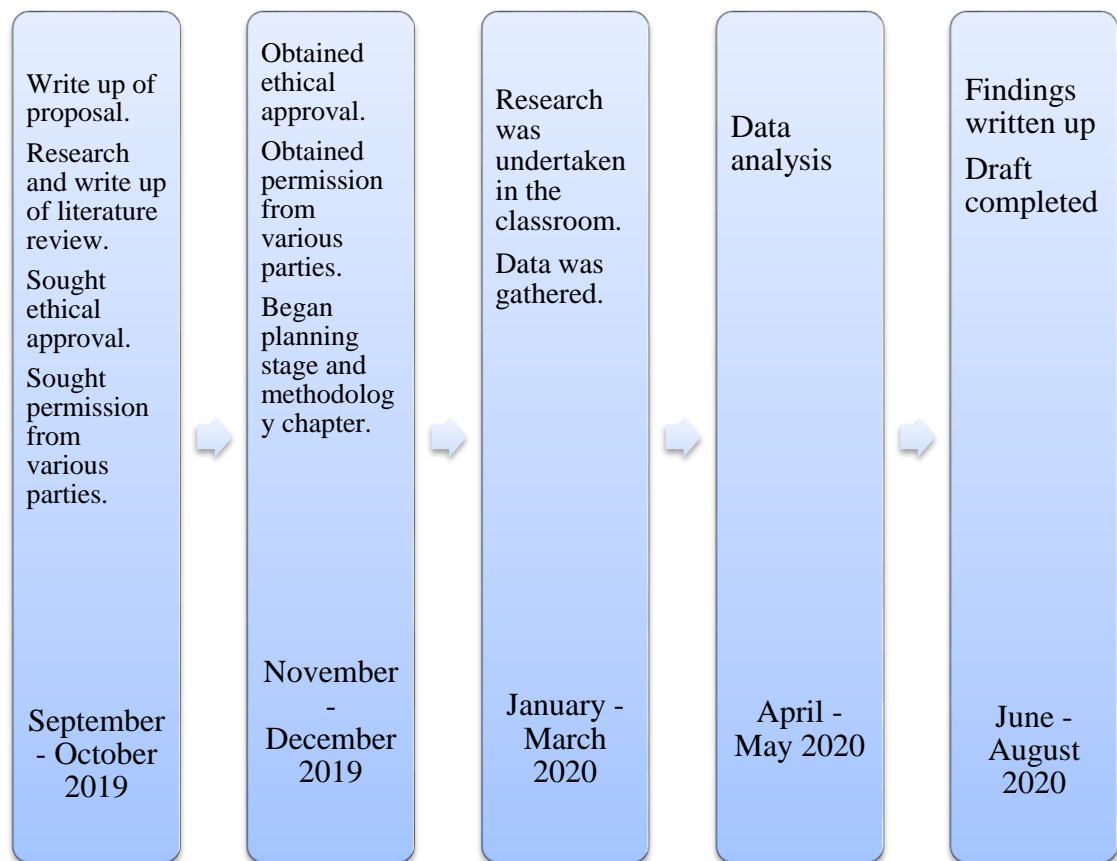 Write up of
proposal.
Research
and write up
of literature
review.
Sought
ethical
approval.
Sought
permission
from
various
parties.
September
- October
2019
Obtained
ethical
approval.
Obtained
permission
from
various
parties.
Began
planning
stage and
methodolog
y chapter.
November
-
December
2019
Research
was
undertaken
in the
classroom.
Data was
gathered.
January -
March
2020
Data
analysis
April -
May 2020
Findings
written up
Draft
completed
June -
August
2020